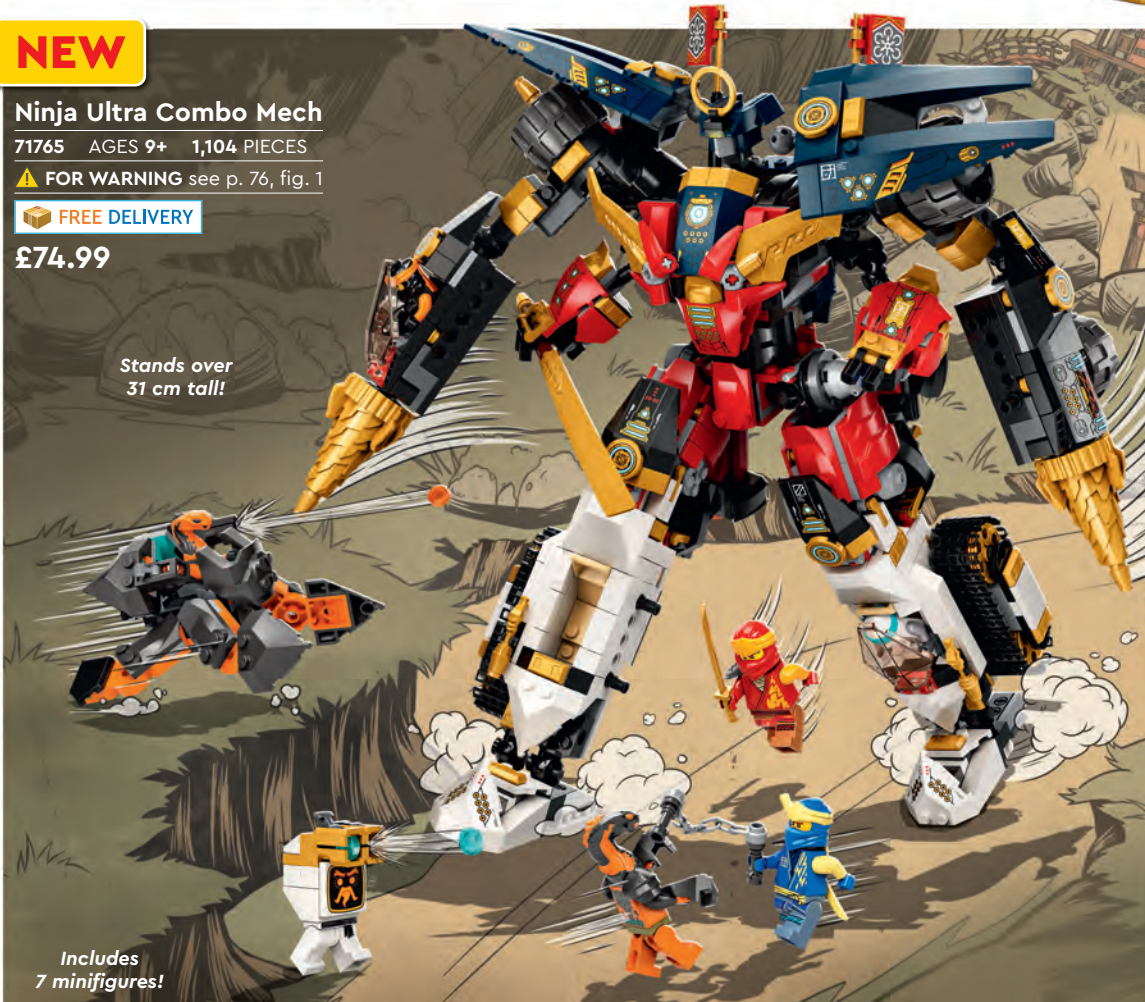 NEW
Ninja Ultra Combo Mech
71765 AGES 9+ 1,104 PIECES
FOR WARNING see p. 76, fig. 1
FREE DELIVERY
£74.99
Stands over
31 cm tall!
Includes
7 minifigures!